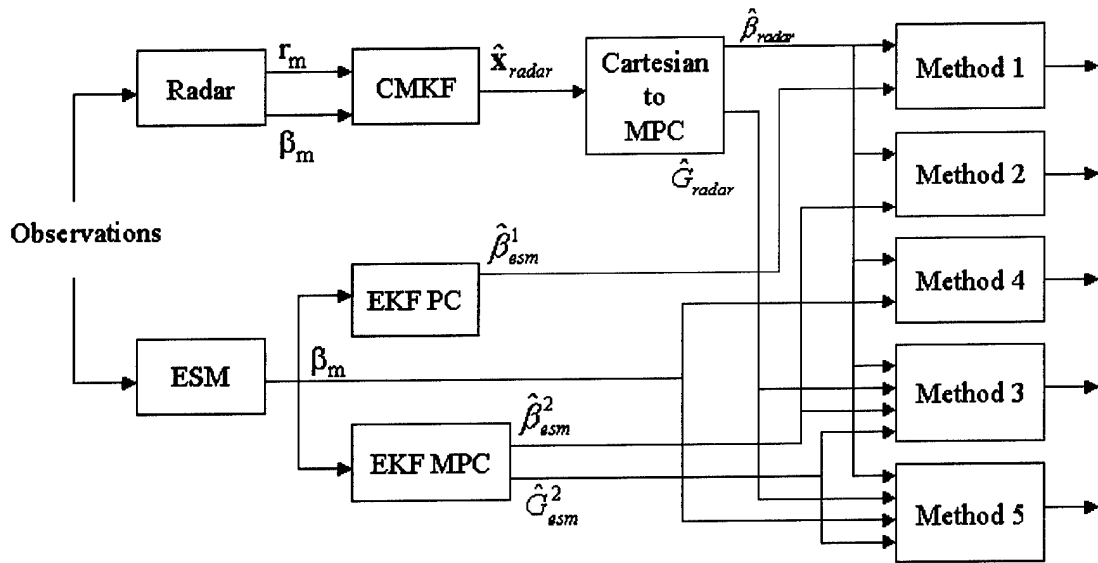 Observations
Radar
r_m
β_m
CMKF
x̂_radar
Cartesian
to
MPC
β̂_radar
Ĝ_radar
ESM
β_m
EKF PC
β̂¹_esm
EKF MPC
β̂²_esm
Ĝ²_esm
Method 1
Method 2
Method 4
Method 3
Method 5